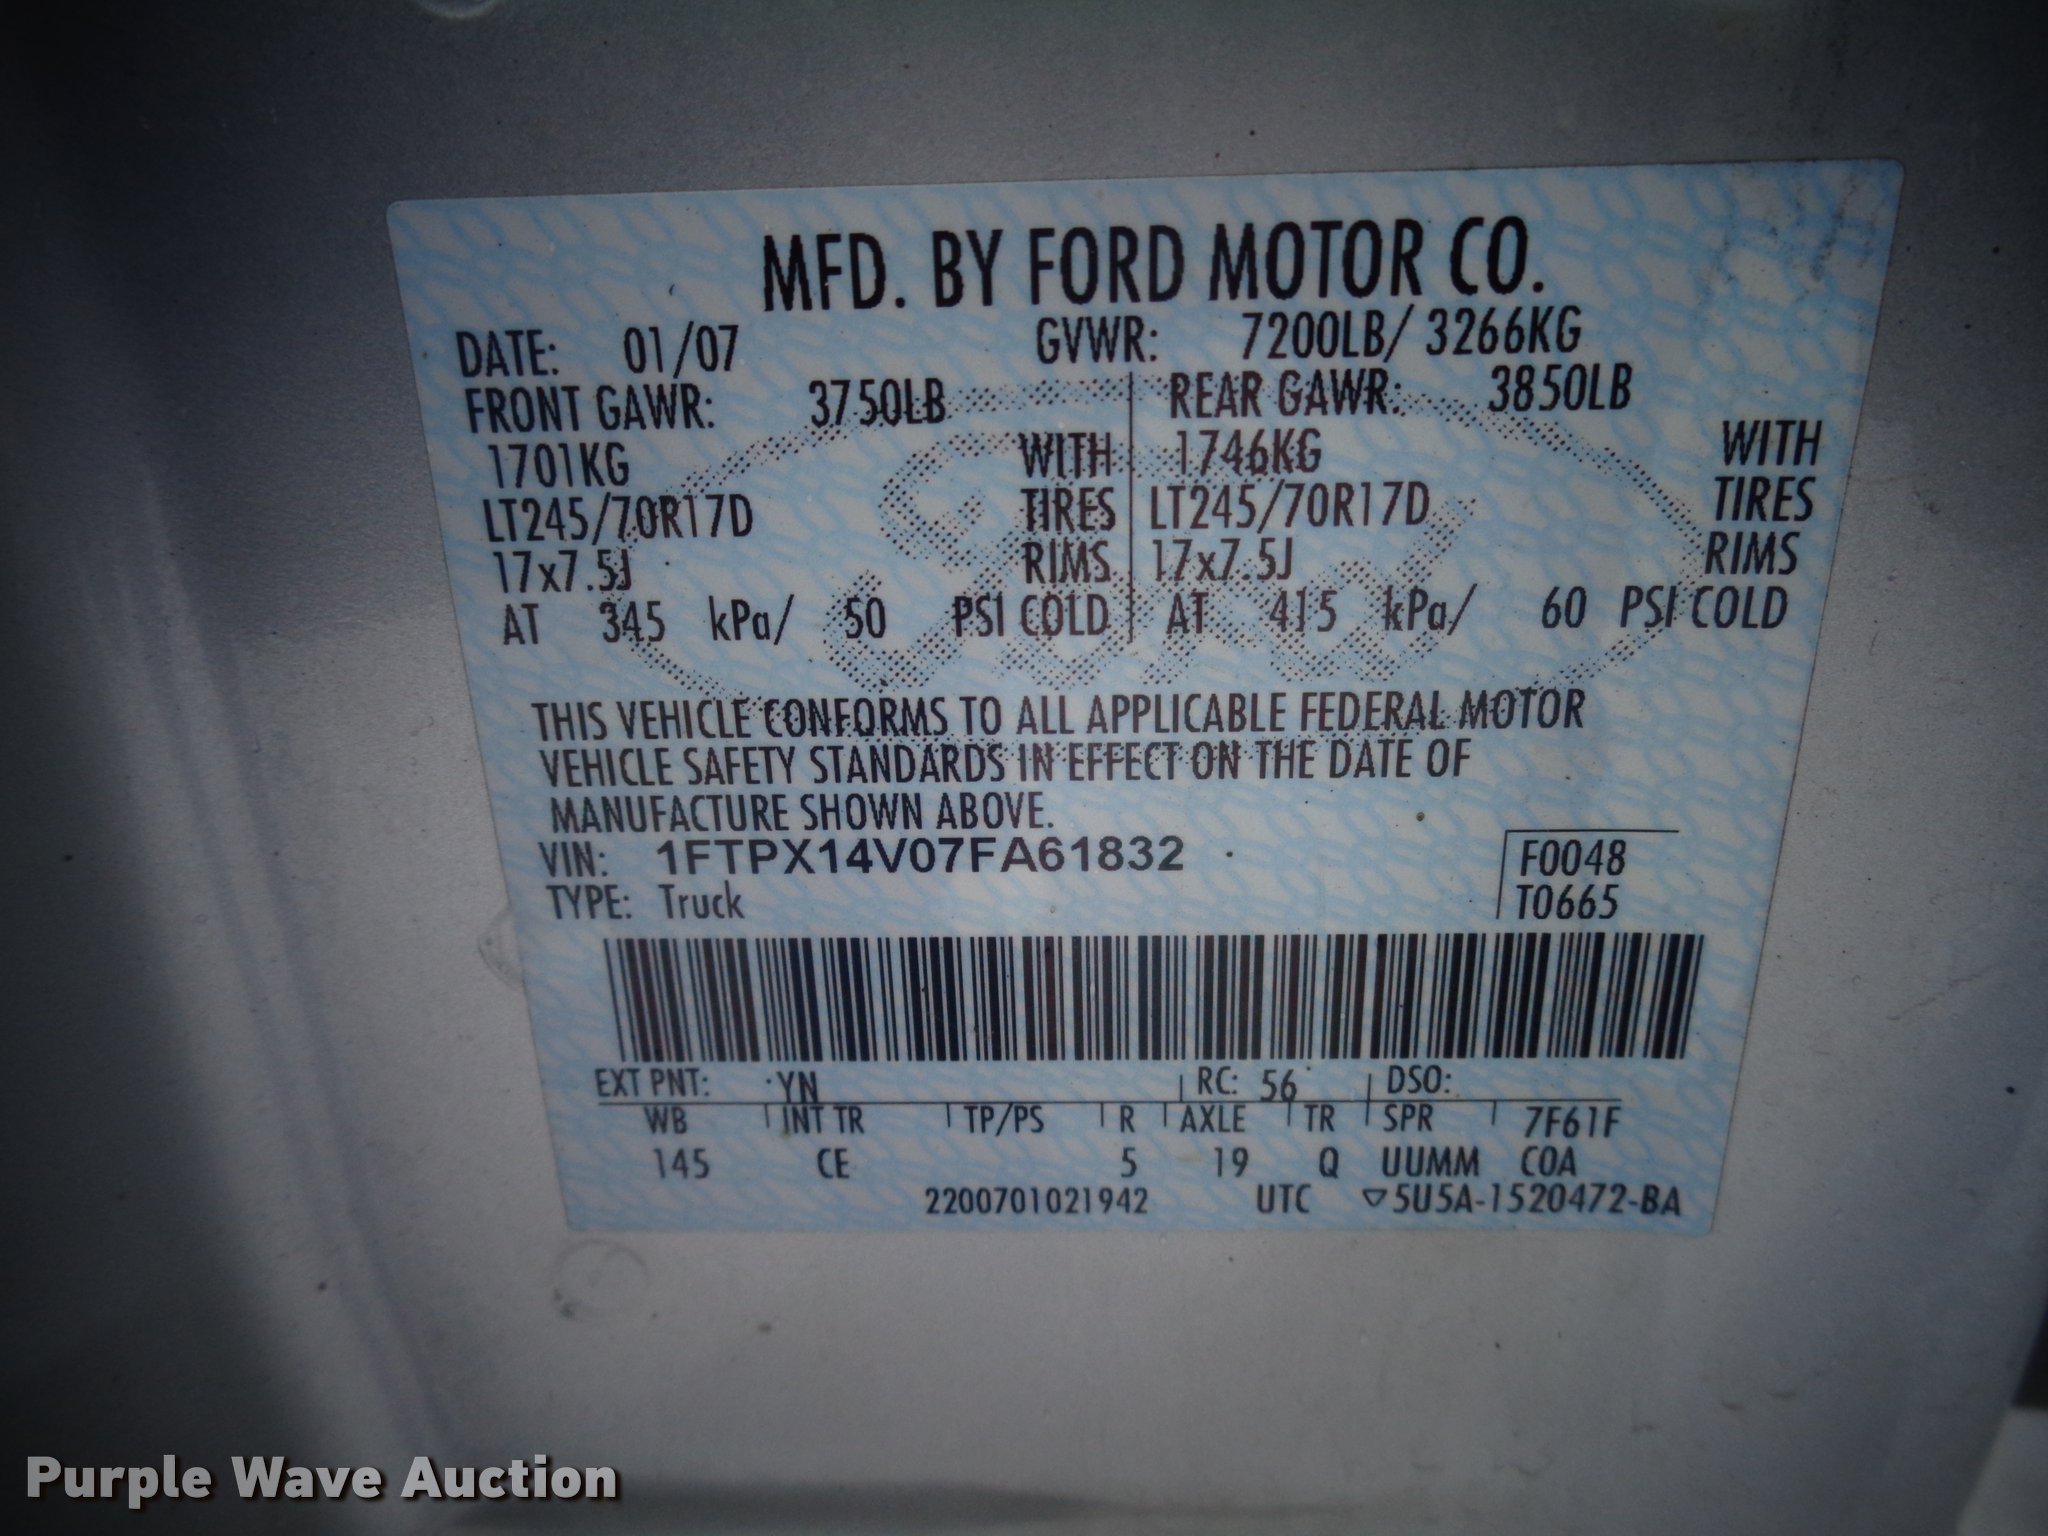 MFD. BY FORD MOTOR CO.
DATE: 01/07 GVWR: 7200LB/ 3266KG
FRONT GAWR: 3750LB REAR GAWR: 3850LB
1701KG WITH 1746KG WITH
LT245/70R17D TIRES LT245/70R17D TIRES
17x7.5J RIMS 17x7.5J RIMS
AT 345 kPa/ 50 PSI COLD AT 415 kPa/ 60 PSI COLD
THIS VEHICLE CONFORMS TO ALL APPLICABLE FEDERAL MOTOR
VEHICLE SAFETY STANDARDS IN EFFECT ON THE DATE OF
MANUFACTURE SHOWN ABOVE.
VIN: 1FTPX14V07FA61832 F0048
TYPE: Truck T0665
EXT PNT: YN RC: 56 DSO:
WB INT TR TP/PS R AXLE TR SPR 7F61F
145 CE 5 19 Q UUMM COA
2200701021942 UTC ▽5U5A-1520472-BA
Ford
Purple Wave Auction